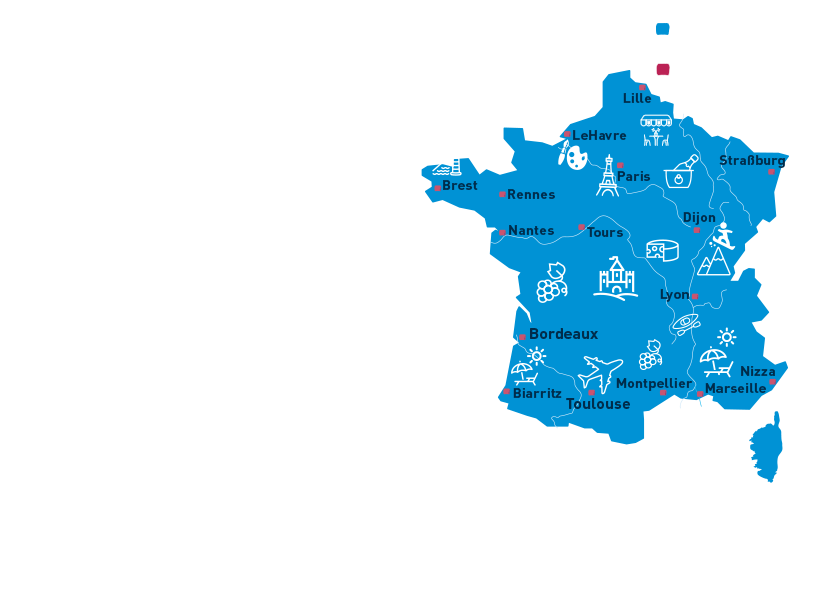 Lille
LeHavre
Straßburg
Paris
Brest
Rennes
Dijon
Nantes
Tours
Lyon
Bordeaux
Nizza
Montpellier
Marseille
Biarritz
Toulouse